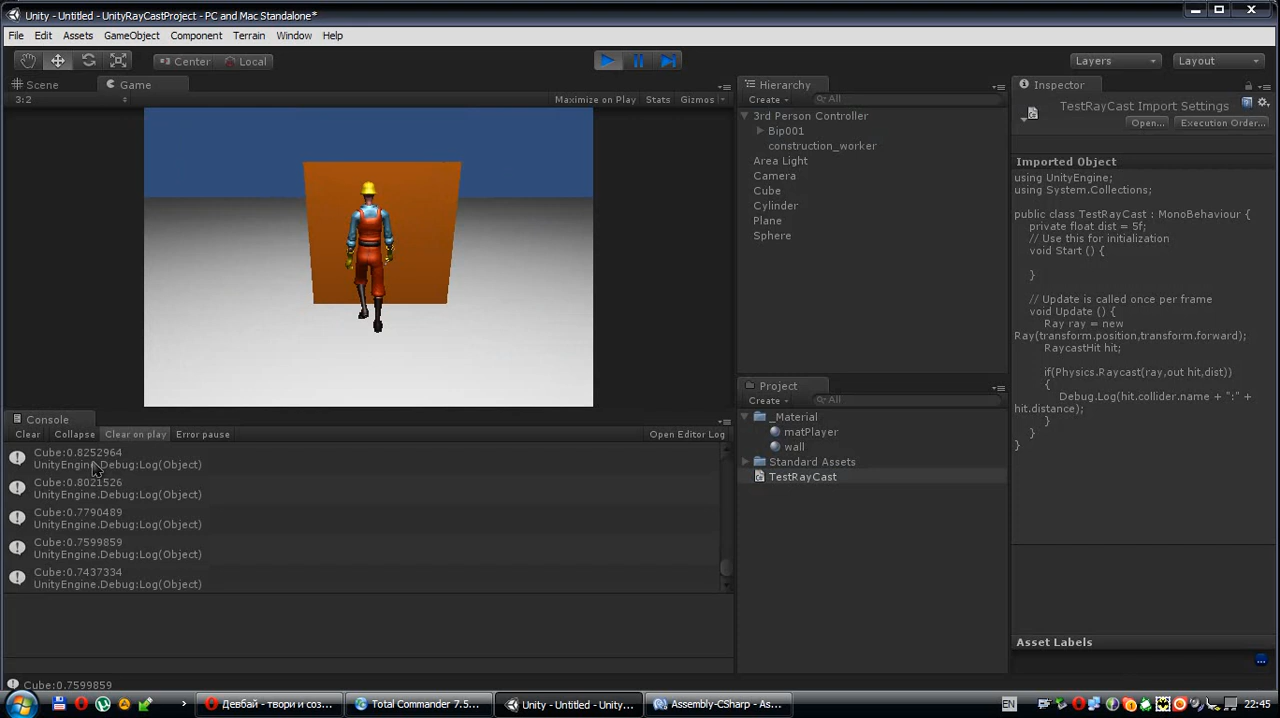 Unity - Untitled - UnityRayCastProject - PC and Mac Standalone*
File Edit Assets GameObject Component Terrain Window Help
Center Local
Layers Layout
Scene Game
3:2 Maximize on Play Stats Gizmos
Hierarchy
Create All
3rd Person Controller
Bip001
construction_worker
Area Light
Camera
Cube
Cylinder
Plane
Sphere
Project
Create All
_Material
matPlayer
wall
Standard Assets
TestRayCast
Inspector
TestRayCast Import Settings
Open... Execution Order...
Imported Object
using UnityEngine;
using System.Collections;
public class TestRayCast : MonoBehaviour {
private float dist = 5f;
// Use this for initialization
void Start () {
}
// Update is called once per frame
void Update () {
Ray ray = new
Ray(transform.position,transform.forward);
RaycastHit hit;
if(Physics.Raycast(ray,out hit,dist))
{
Debug.Log(hit.collider.name + ":" +
hit.distance);
}
}
}
Asset Labels
Console
Clear Collapse Clear on play Error pause Open Editor Log
Cube:0.8252964
UnityEngine.Debug:Log(Object)
Cube:0.8021526
UnityEngine.Debug:Log(Object)
Cube:0.7790489
UnityEngine.Debug:Log(Object)
Cube:0.7599859
UnityEngine.Debug:Log(Object)
Cube:0.7437334
UnityEngine.Debug:Log(Object)
Cube:0.7599859
Девбай - твори и соз... Total Commander 7.5... Unity - Untitled - Unity... Assembly-CSharp - As... EN 22:45